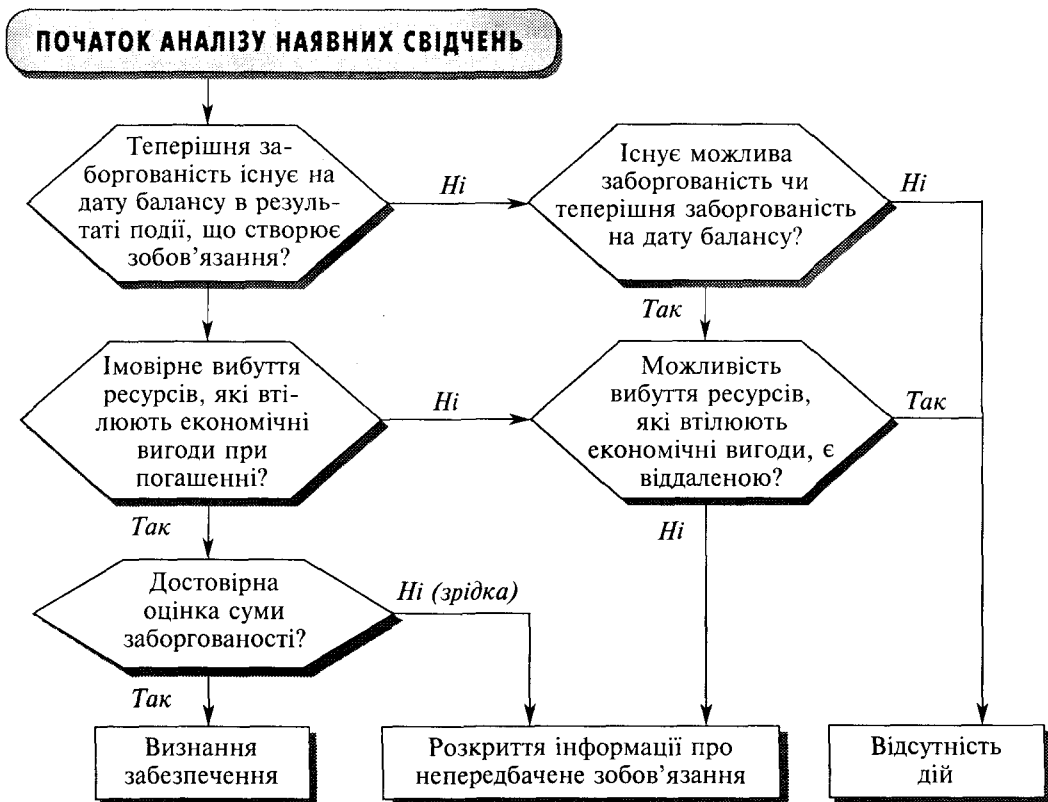 ПОЧАТОК АНАЛІЗУ НАЯВНИХ СВІДЧЕНЬ
Теперішня за-
боргованість існує на
дату балансу в резуль-
таті події, що створює
зобов'язання?
Ні
Існує можлива
заборгованість чи
теперішня заборгованість
на дату балансу?
Ні
Так
Імовірне вибуття
ресурсів, які вті-
люють економічні
вигоди при
погашенні?
Ні
Можливість
вибуття ресурсів,
які втілюють
економічні вигоди, є
віддаленою?
Так
Так
Ні
Достовірна
оцінка суми
заборгованості?
Ні (зрідка)
Так
Визнання
забезпечення
Розкриття інформації про
непередбачене зобов'язання
Відсутність
дій